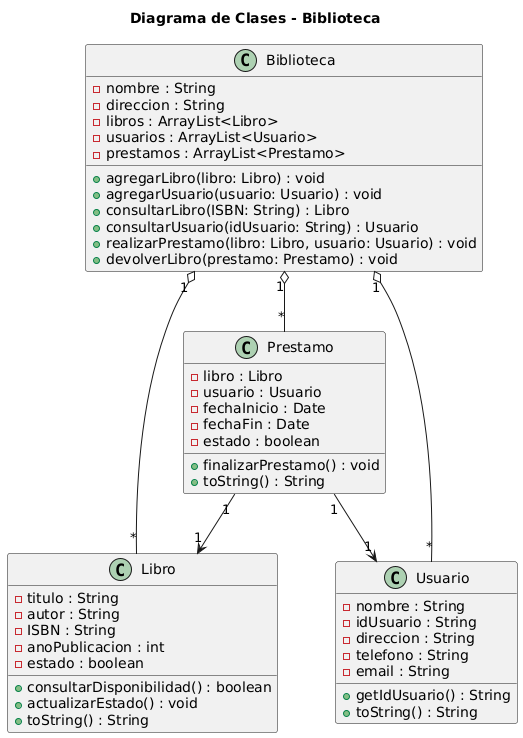 Diagrama de Clases - Biblioteca
C Biblioteca
nombre : String
direccion : String
libros : ArrayList<Libro>
usuarios : ArrayList<Usuario>
prestamos : ArrayList<Prestamo>
agregarLibro(libro: Libro) : void
agregarUsuario(usuario: Usuario) : void
consultarLibro(ISBN: String) : Libro
consultarUsuario(idUsuario: String) : Usuario
realizarPrestamo(libro: Libro, usuario: Usuario) : void
devolverLibro(prestamo: Prestamo) : void
1 1 1
*
C Prestamo
libro : Libro
usuario : Usuario
fechaInicio : Date
fechaFin : Date
estado : boolean
finalizarPrestamo() : void
toString() : String
1 1
* 1 1 *
C Libro
titulo : String
autor : String
ISBN : String
anoPublicacion : int
estado : boolean
consultarDisponibilidad() : boolean
actualizarEstado() : void
toString() : String
C Usuario
nombre : String
idUsuario : String
direccion : String
telefono : String
email : String
getIdUsuario() : String
toString() : String